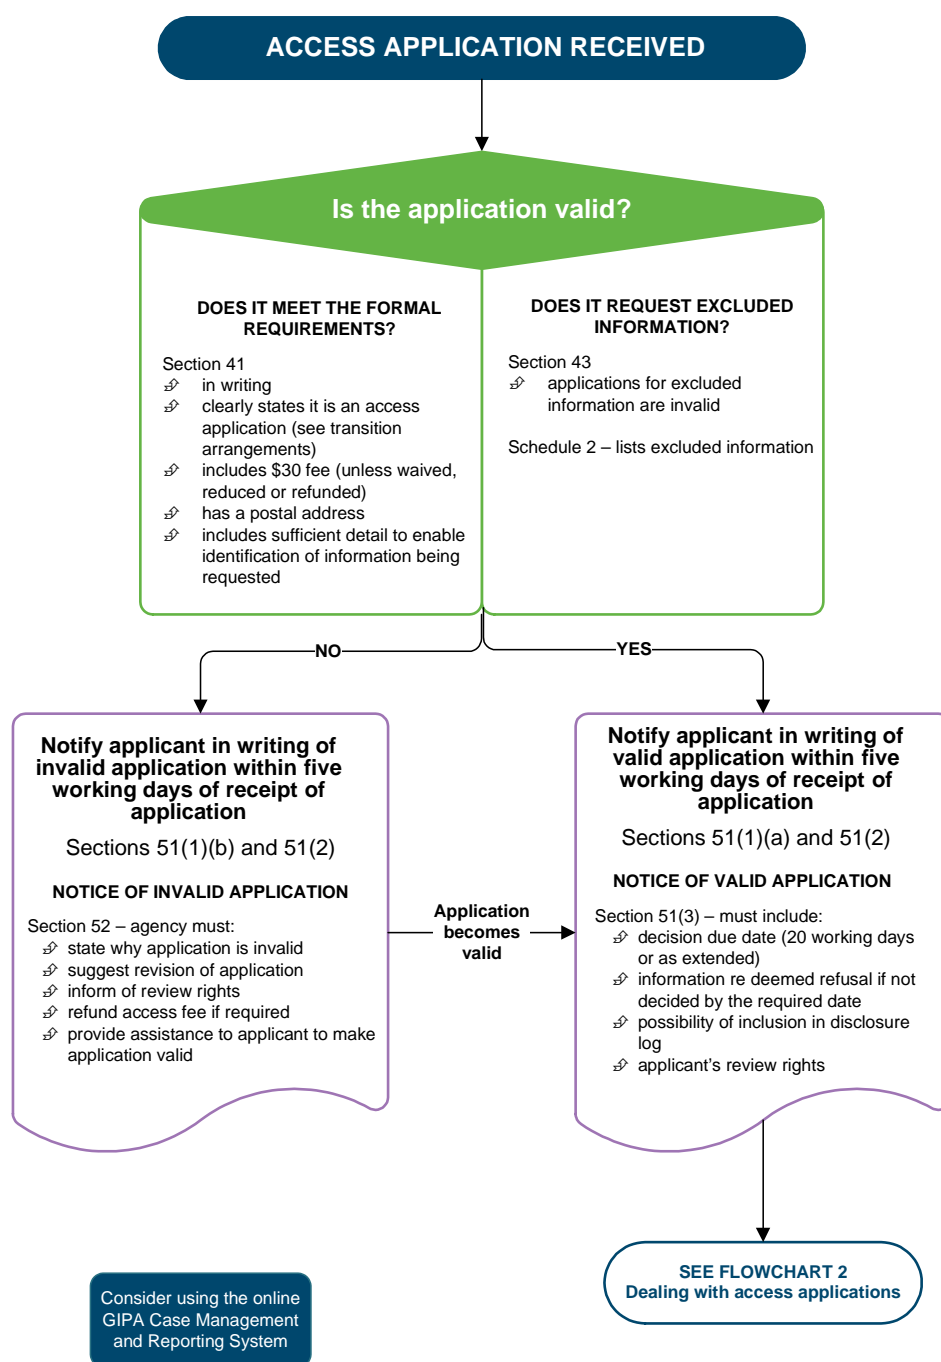 ACCESS APPLICATION RECEIVED
Is the application valid?
DOES IT MEET THE FORMAL
REQUIREMENTS?
Section 41
in writing
clearly states it is an access
application (see transition
arrangements)
includes $30 fee (unless waived,
reduced or refunded)
has a postal address
includes sufficient detail to enable
identification of information being
requested
DOES IT REQUEST EXCLUDED
INFORMATION?
Section 43
applications for excluded
information are invalid
Schedule 2 – lists excluded information
NO
YES
Notify applicant in writing of
invalid application within five
working days of receipt of
application
Sections 51(1)(b) and 51(2)
NOTICE OF INVALID APPLICATION
Section 52 – agency must:
state why application is invalid
suggest revision of application
inform of review rights
refund access fee if required
provide assistance to applicant to make
application valid
Application
becomes
valid
Notify applicant in writing of
valid application within five
working days of receipt of
application
Sections 51(1)(a) and 51(2)
NOTICE OF VALID APPLICATION
Section 51(3) – must include:
decision due date (20 working days
or as extended)
information re deemed refusal if not
decided by the required date
possibility of inclusion in disclosure
log
applicant's review rights
SEE FLOWCHART 2
Dealing with access applications
Consider using the online
GIPA Case Management
and Reporting System